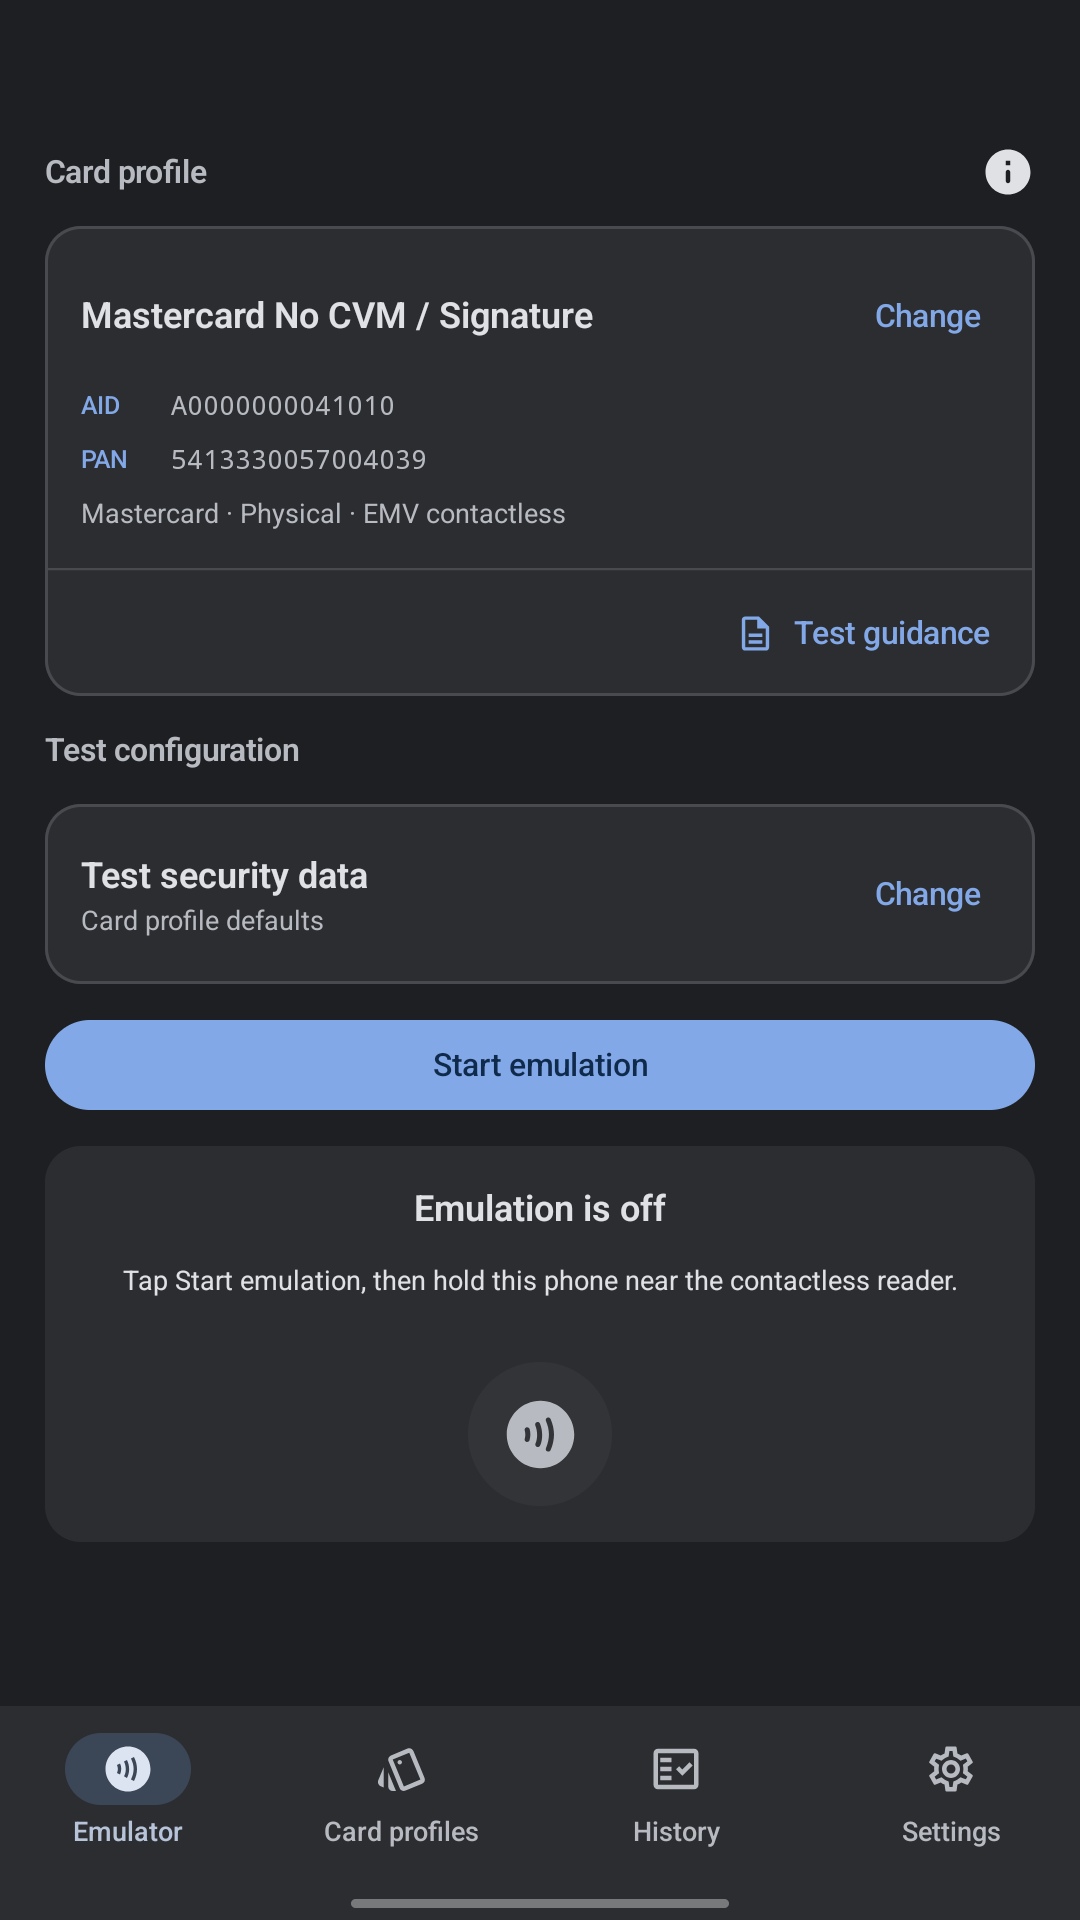 Card profile
Mastercard No CVM / Signature
Change
AID A0000000041010
PAN 5413330057004039
Mastercard · Physical · EMV contactless
Test guidance
Test configuration
Test security data
Change
Card profile defaults
Start emulation
Emulation is off
Tap Start emulation, then hold this phone near the contactless reader.
Emulator
Card profiles
History
Settings